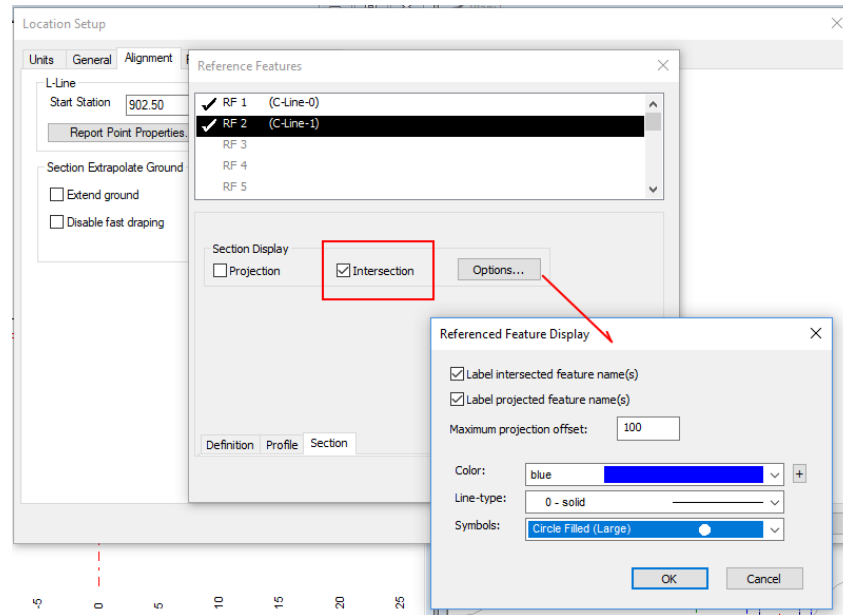 Location Setup
Units General Alignment
Reference Features
L-Line
Start Station 902.50
Report Point Properties.
Section Extrapolate Ground
Extend ground
Disable fast draping
RF 1 (C-Line-0)
RF 2 (C-Line-1)
RF 3
RF 4
RF 5
Section Display
Projection Intersection Options...
Definition Profile Section
Referenced Feature Display
Label intersected feature name(s)
Label projected feature name(s)
Maximum projection offset: 100
Color: blue +
Line-type: 0 - solid
Symbols: Circle Filled (Large)
OK Cancel
-5 0 5 10 15 20 25